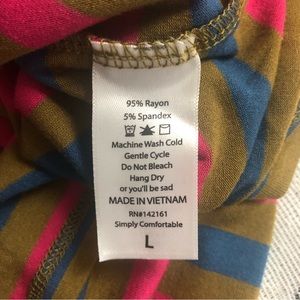 95% Rayon
5% Spandex
Machine Wash Cold
Gentle Cycle
Do Not Bleach
Hang Dry
or you'll be sad
MADE IN VIETNAM
RN#142161
Simply Comfortable
L